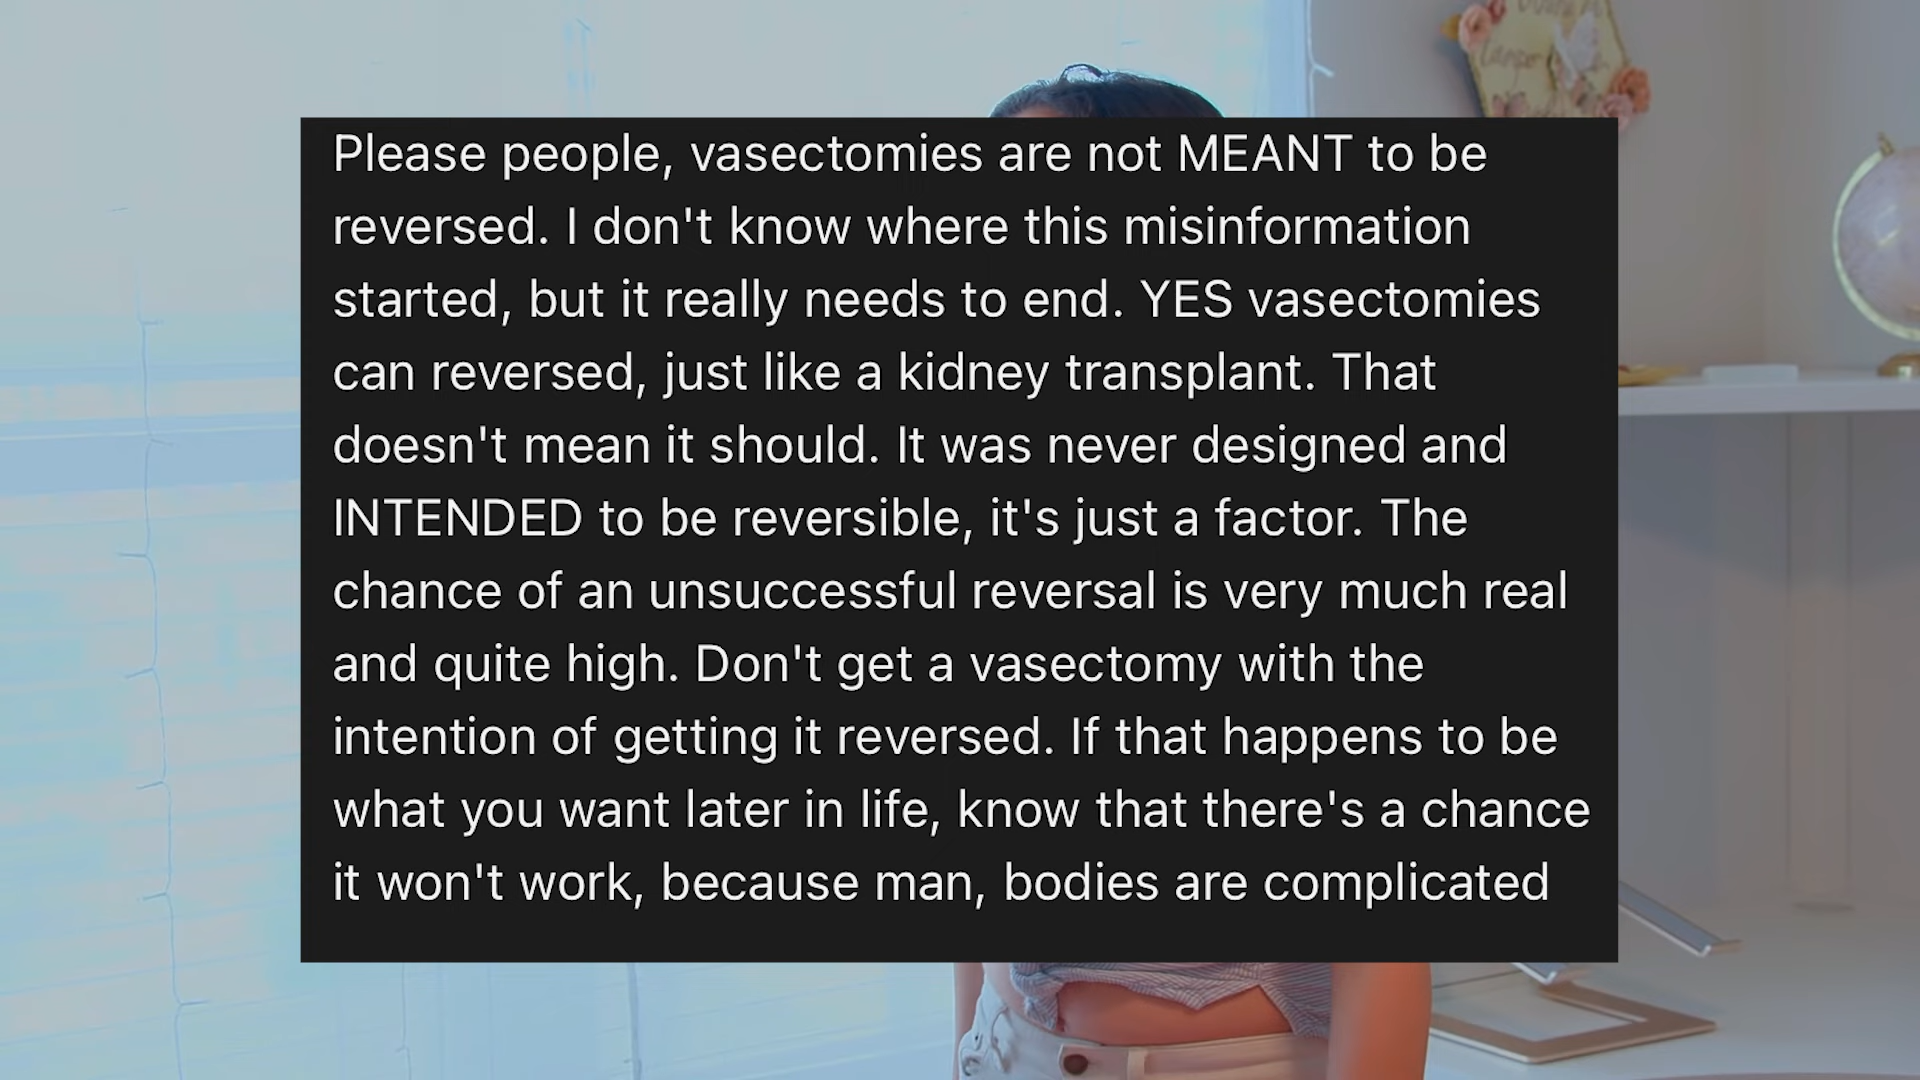 Please people, vasectomies are not MEANT to be
reversed. I don't know where this misinformation
started, but it really needs to end. YES vasectomies
can reversed, just like a kidney transplant. That
doesn't mean it should. It was never designed and
INTENDED to be reversible, it's just a factor. The
chance of an unsuccessful reversal is very much real
and quite high. Don't get a vasectomy with the
intention of getting it reversed. If that happens to be
what you want later in life, know that there's a chance
it won't work, because man, bodies are complicated